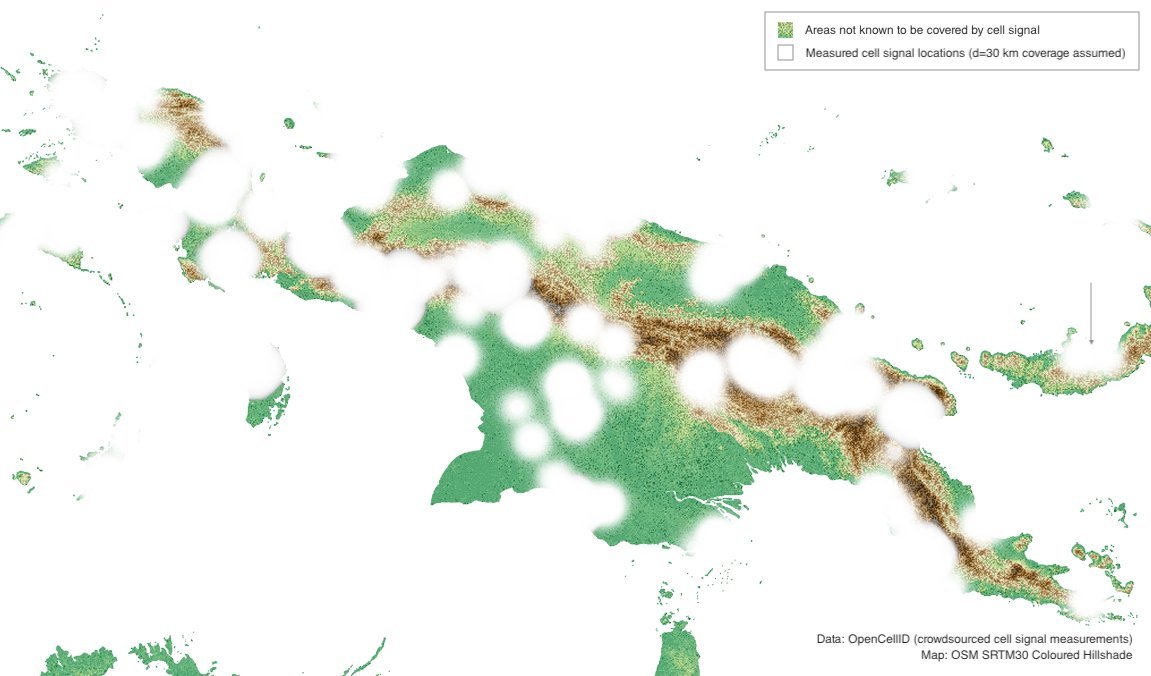 Areas not known to be covered by cell signal
Measured cell signal locations (d=30 km coverage assumed)
Data: OpenCellID (crowdsourced cell signal measurements)
Map: OSM SRTM30 Coloured Hillshade